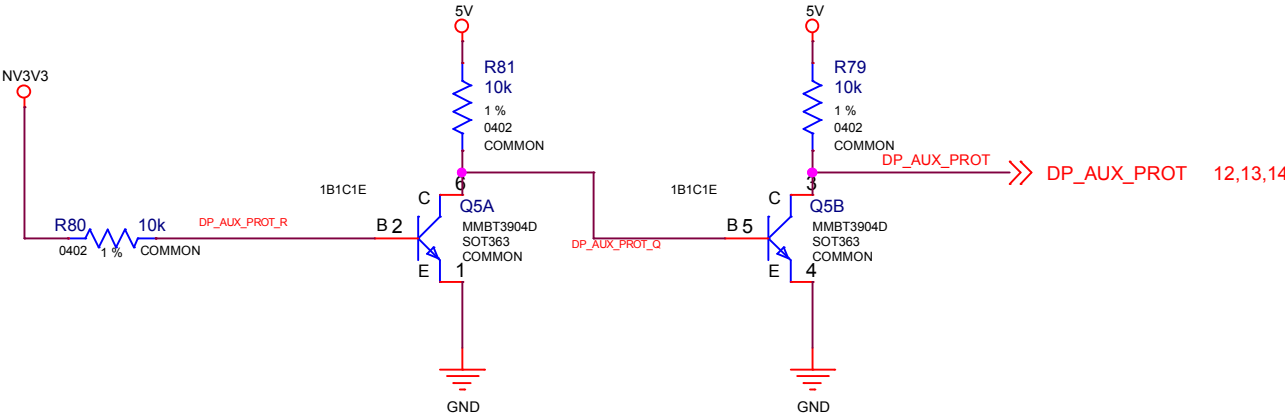 5V
5V
NV3V3
R81
10k
1 %
0402
COMMON
R79
10k
1 %
0402
COMMON
DP_AUX_PROT
DP_AUX_PROT 12,13,14
1B1C1E
C
6
Q5A
MMBT3904D
SOT363
COMMON
1B1C1E
C
3
Q5B
MMBT3904D
SOT363
COMMON
R80 10k
0402 1 % COMMON
DP_AUX_PROT_R
B 2
E 1
DP_AUX_PROT_Q
B 5
E 4
GND
GND